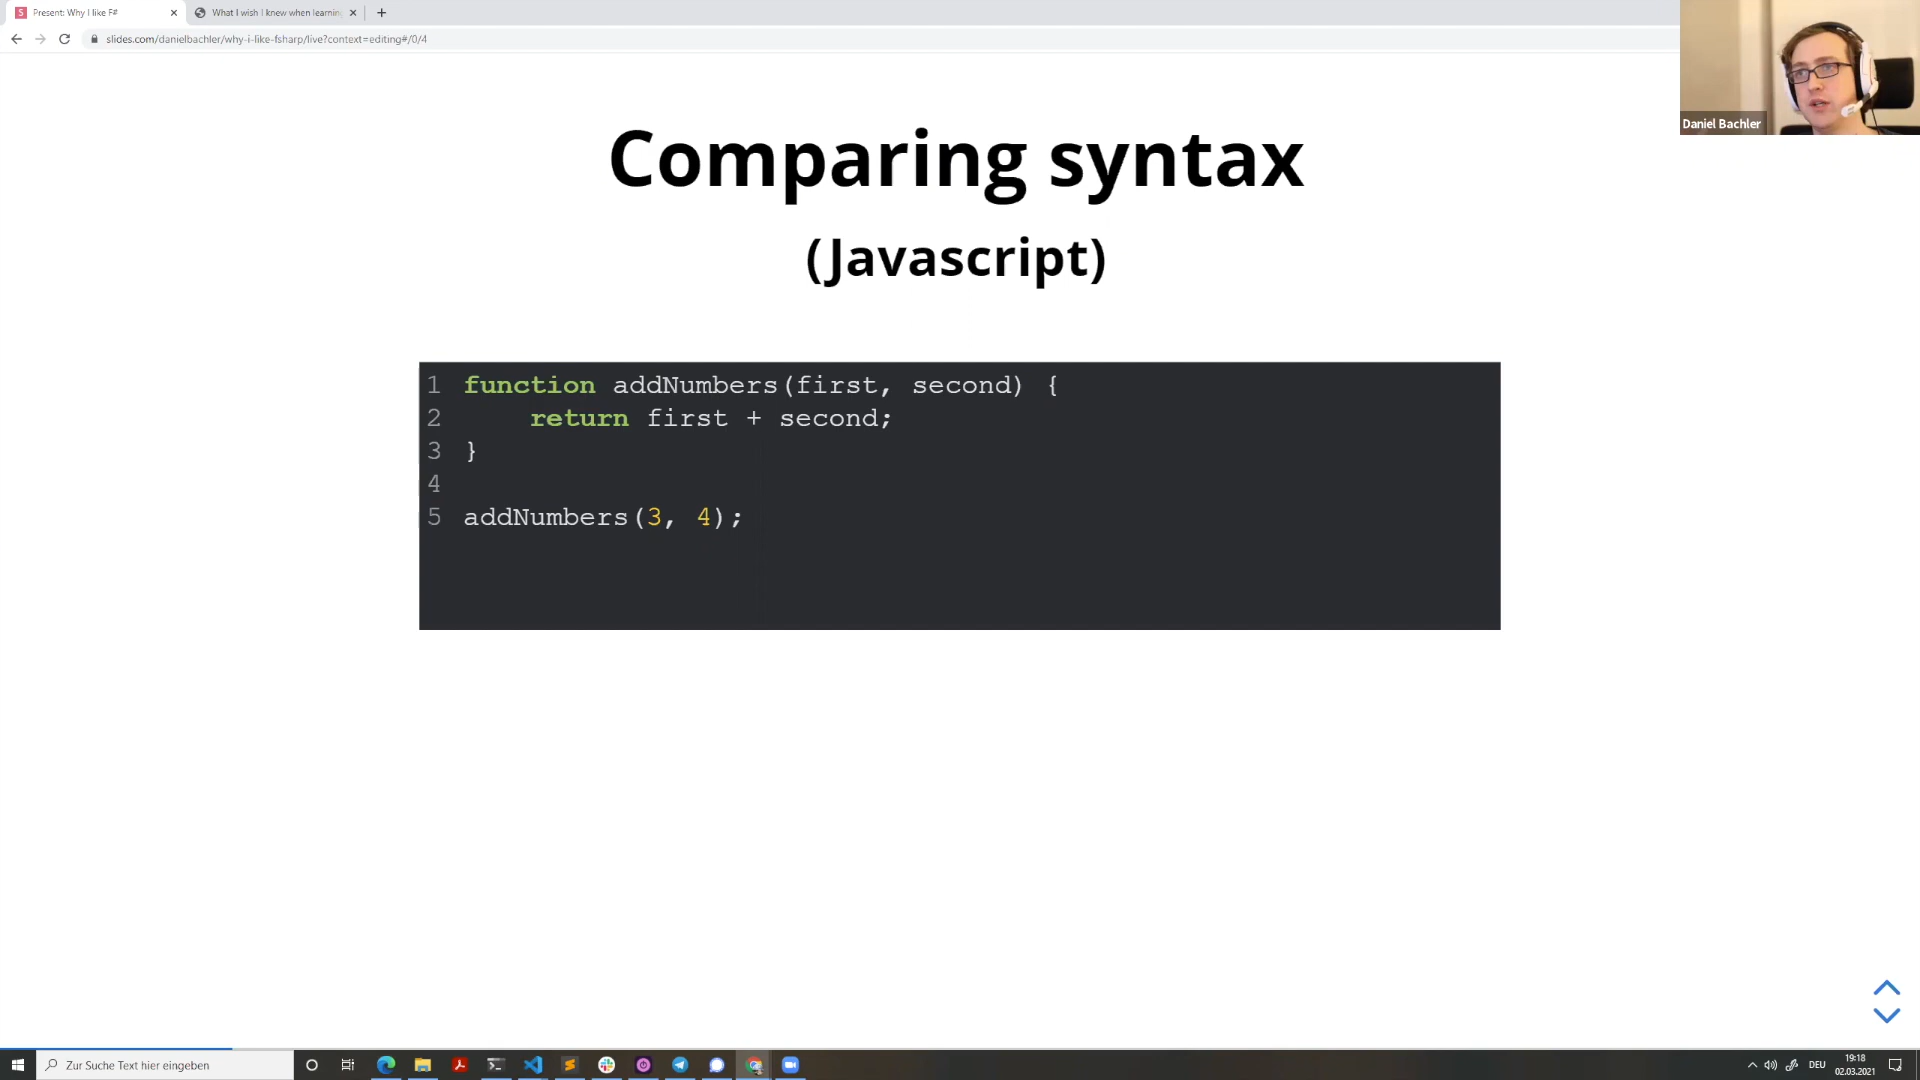 Present: Why I like F#
What I wish I knew when learnin
slides.com/danielbachler/why-i-like-fsharp/live?context=editing#/0/4
Daniel Bachler
Comparing syntax
(Javascript)
1 function addNumbers(first, second) {
2     return first + second;
3 }
4
5 addNumbers(3, 4);
Zur Suche Text hier eingeben
DEU
19:18
02.03.2021